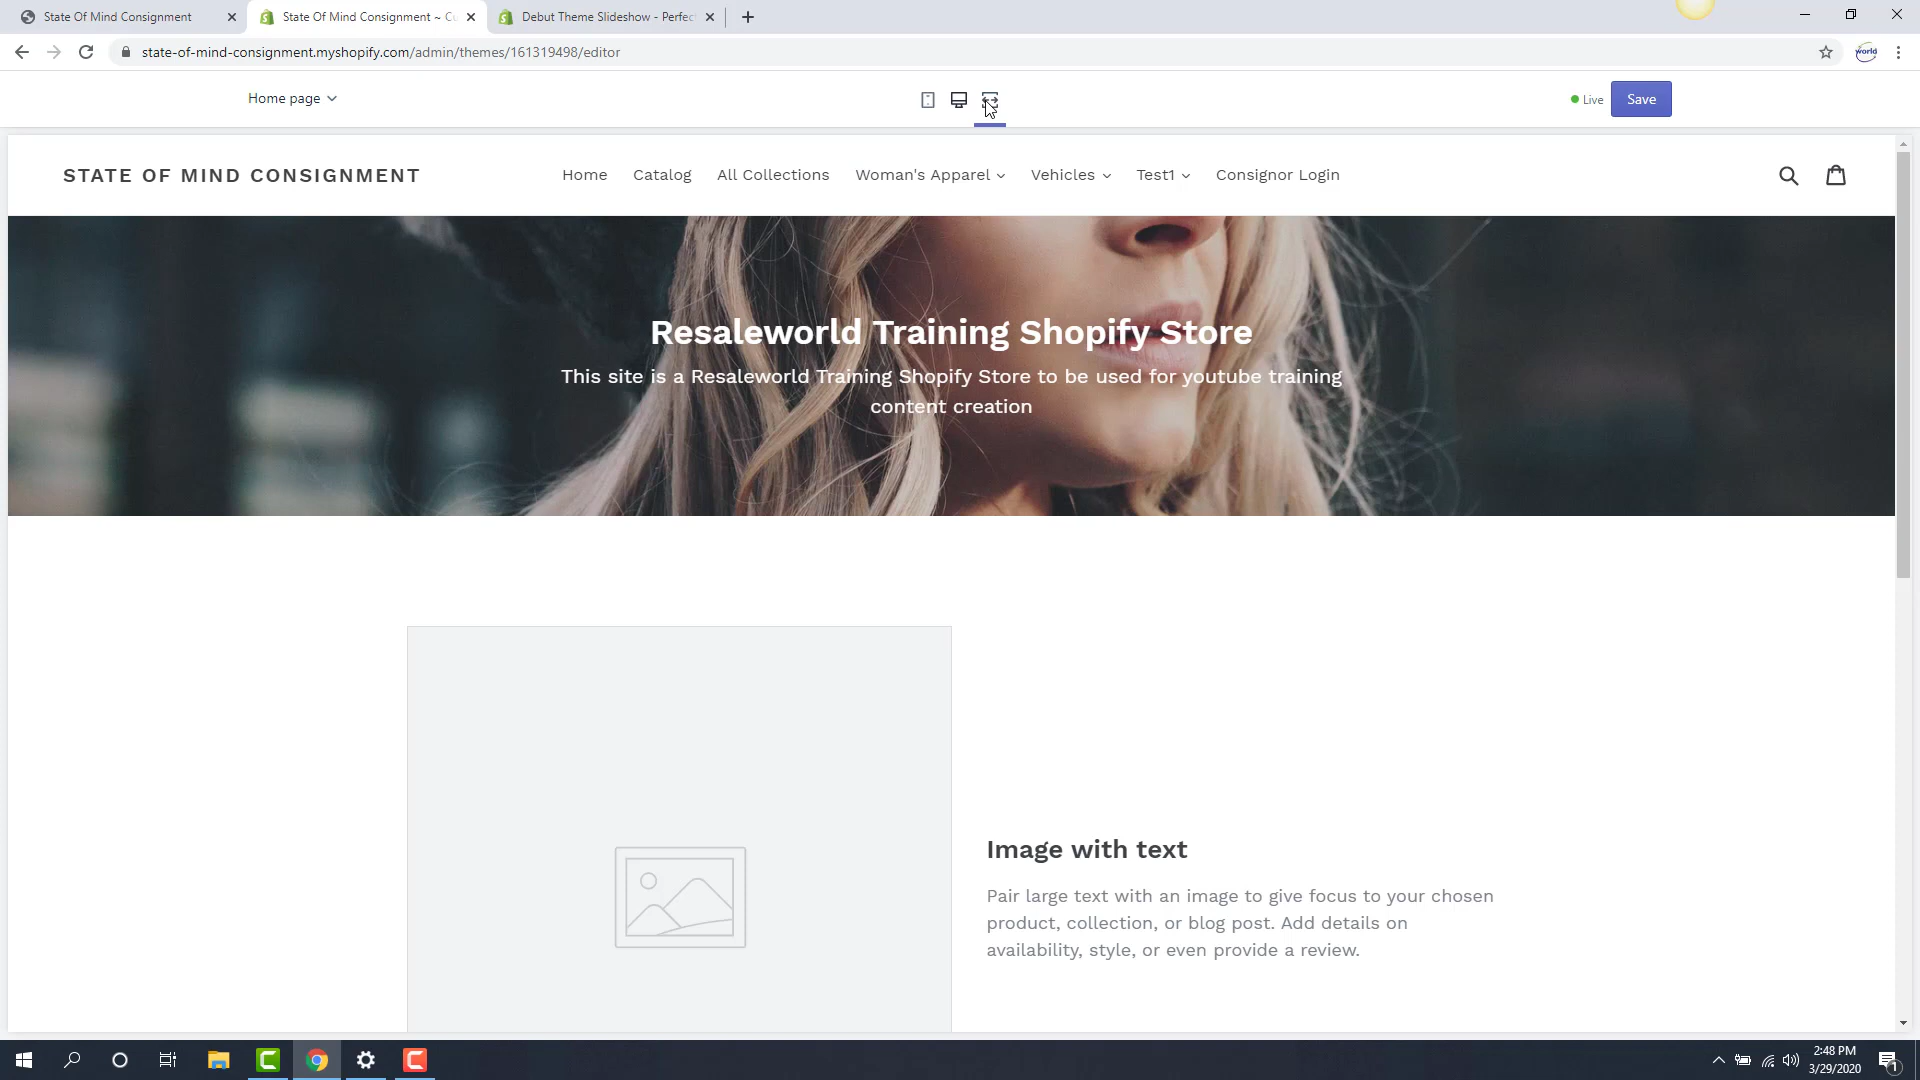 State Of Mind Consignment
State Of Mind Consignment ~ Cu
Debut Theme Slideshow - Perfec
state-of-mind-consignment.myshopify.com/admin/themes/161319498/editor
world
Home page
Live
Save
STATE OF MIND CONSIGNMENT
Home
Catalog
All Collections
Woman's Apparel
Vehicles
Test1
Consignor Login
Resaleworld Training Shopify Store
This site is a Resaleworld Training Shopify Store to be used for youtube training
content creation
Image with text
Pair large text with an image to give focus to your chosen
product, collection, or blog post. Add details on
availability, style, or even provide a review.
2:48 PM
3/29/2020
1